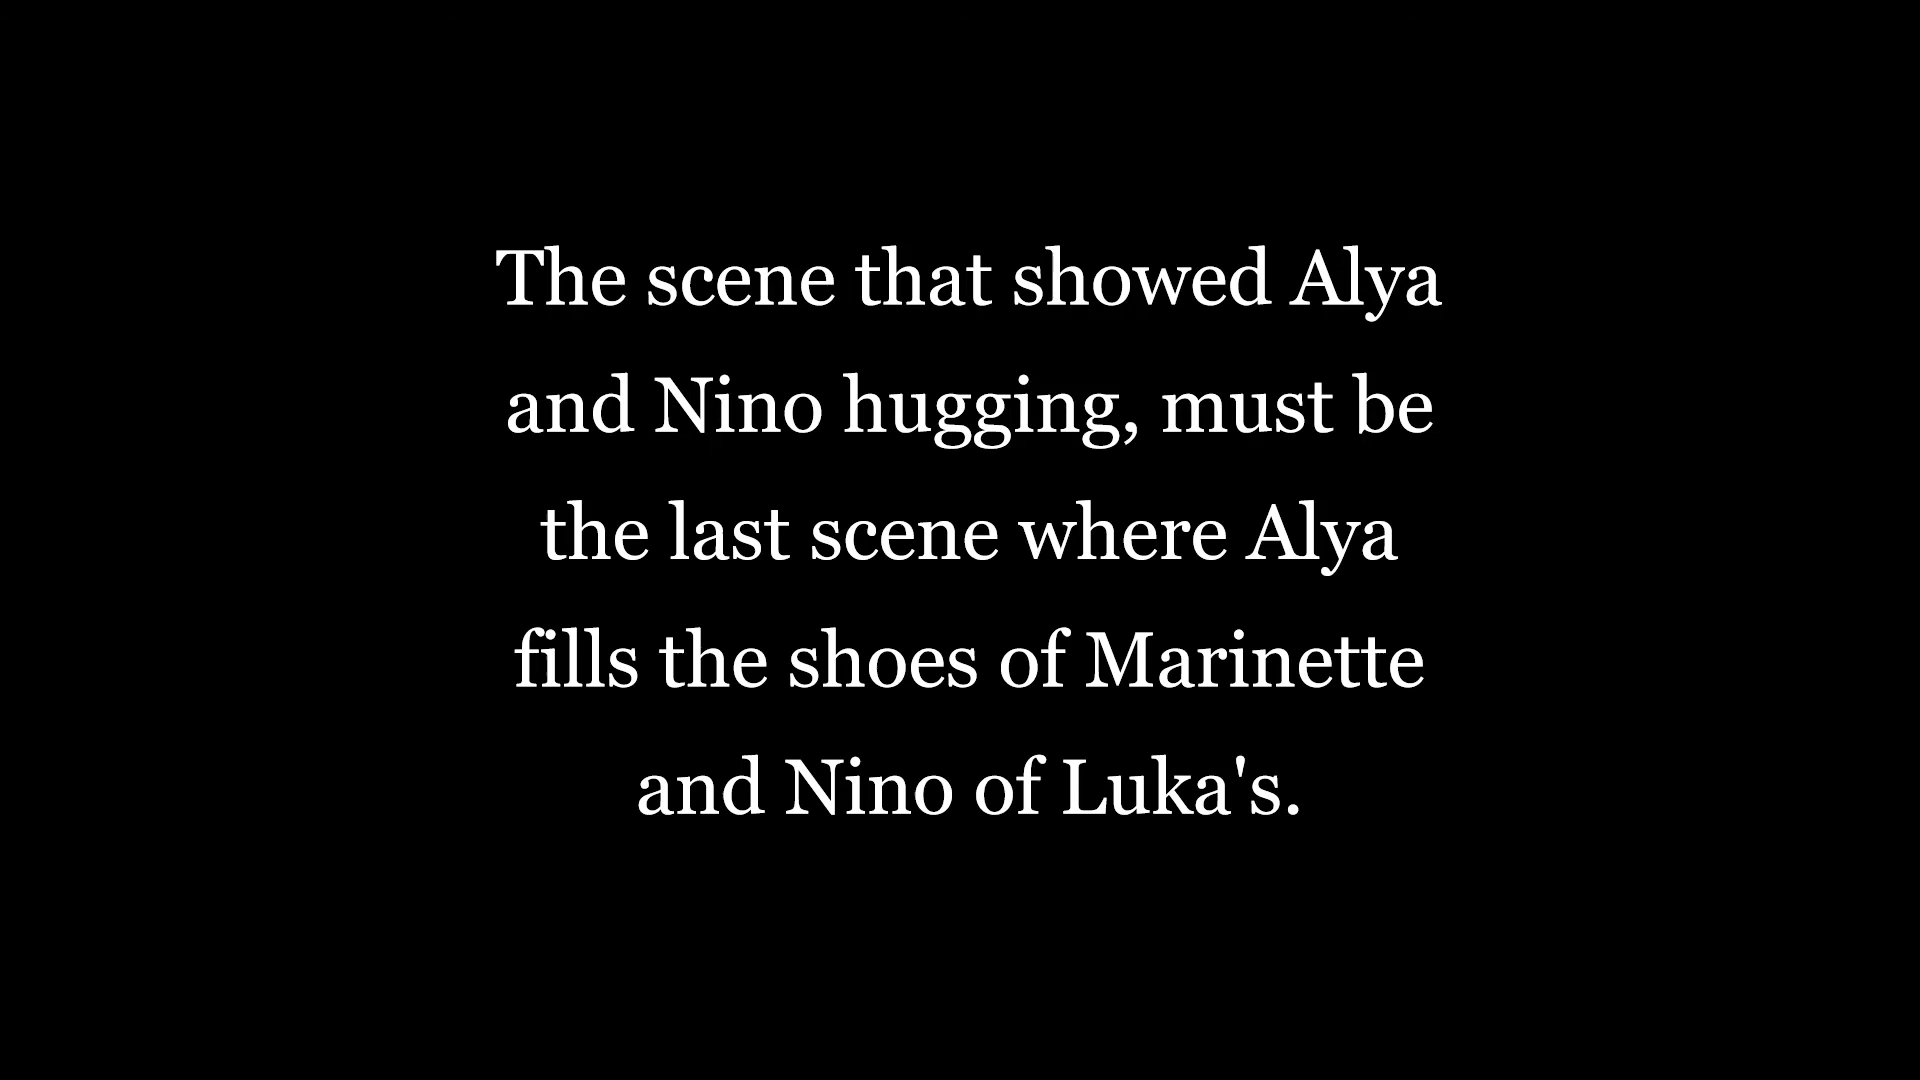 The scene that showed Alya
and Nino hugging, must be
the last scene where Alya
fills the shoes of Marinette
and Nino of Luka's.